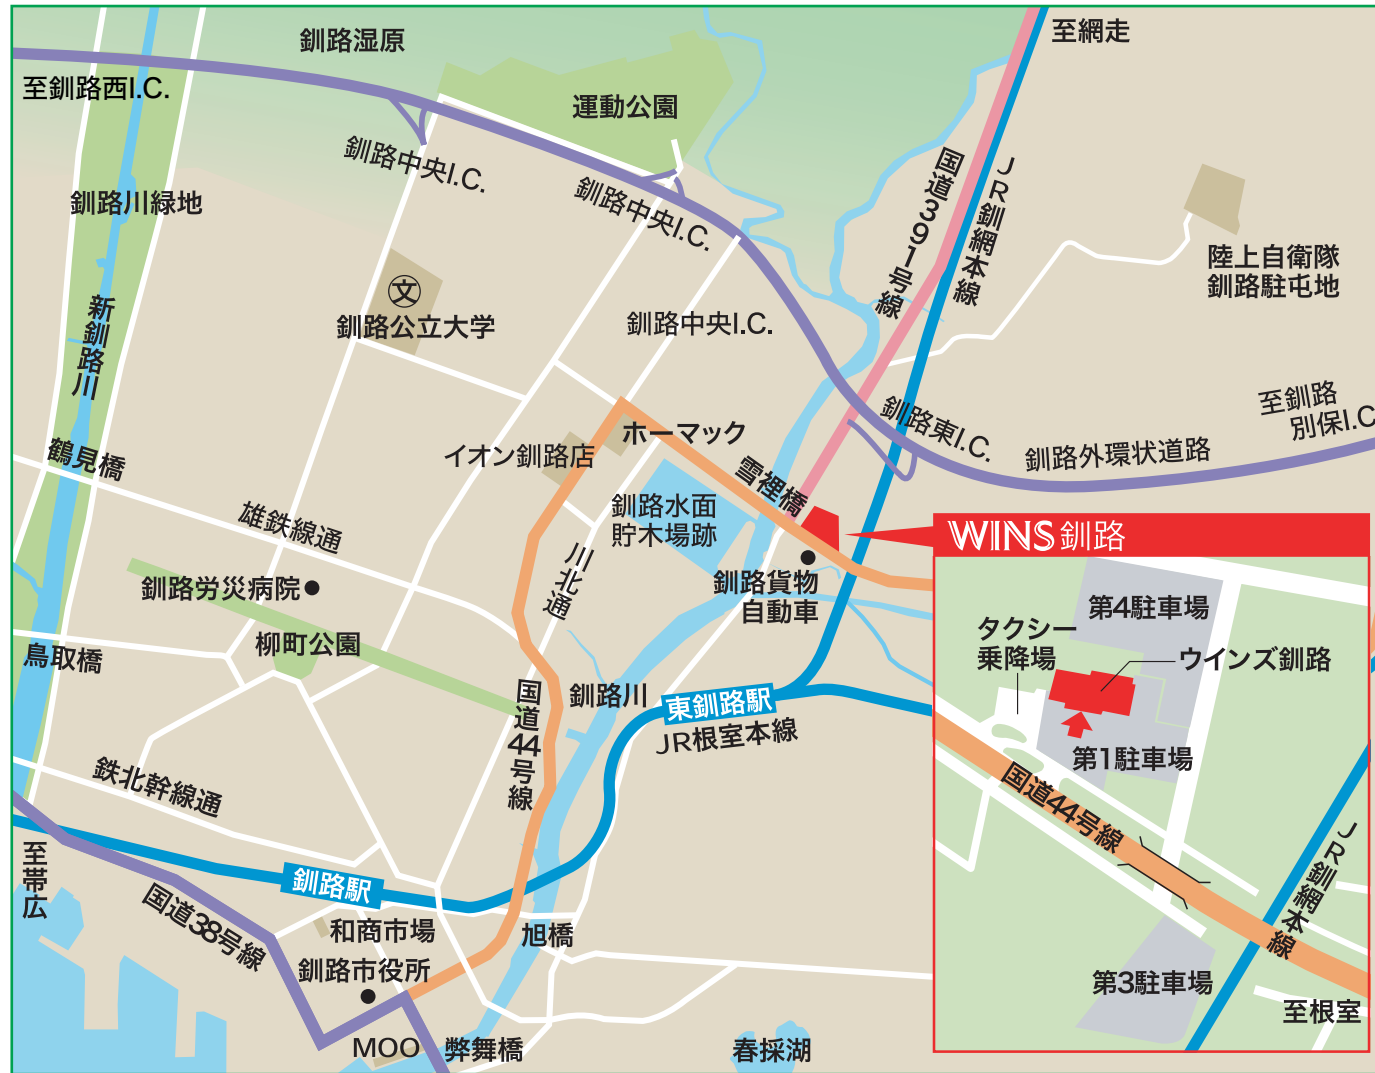 釧路湿原
至網走
至釧路西I.C.
運動公園
釧路中央I.C.
釧路中央I.C.
国道391号線
JR釧網本線
釧路川緑地
陸上自衛隊
釧路駐屯地
文
釧路公立大学
釧路中央I.C.
新釧路川
至釧路
別保I.C
釧路東I.C.
釧路外環状道路
ホーマック
イオン釧路店
鶴見橋
雪裡橋
釧路水面
貯木場跡
雄鉄線通
川北通
釧路貨物
自動車
釧路労災病院
柳町公園
鳥取橋
国道44号線
釧路川
東釧路駅
JR根室本線
鉄北幹線通
至帯広
釧路駅
国道38号線
和商市場
旭橋
釧路市役所
MOO
弊舞橋
春採湖
WINS釧路
第4駐車場
タクシー
乗降場
ウインズ釧路
第1駐車場
国道44号線
JR釧網本線
第3駐車場
至根室